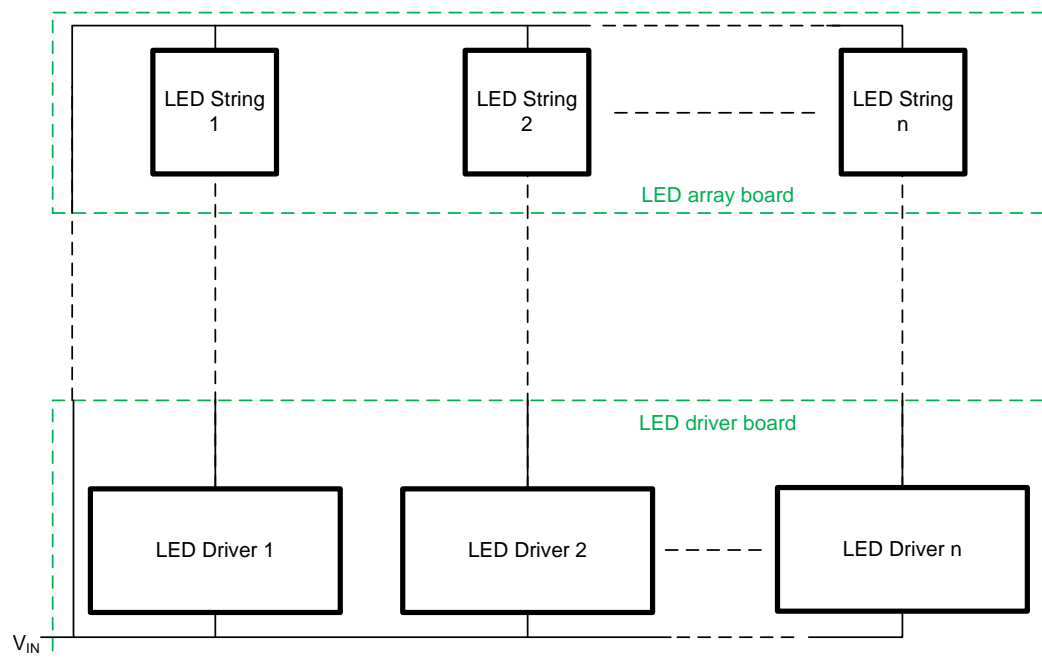 LED String
1
LED String
2
LED String
n
LED array board
LED driver board
LED Driver 1
LED Driver 2
LED Driver n
VIN